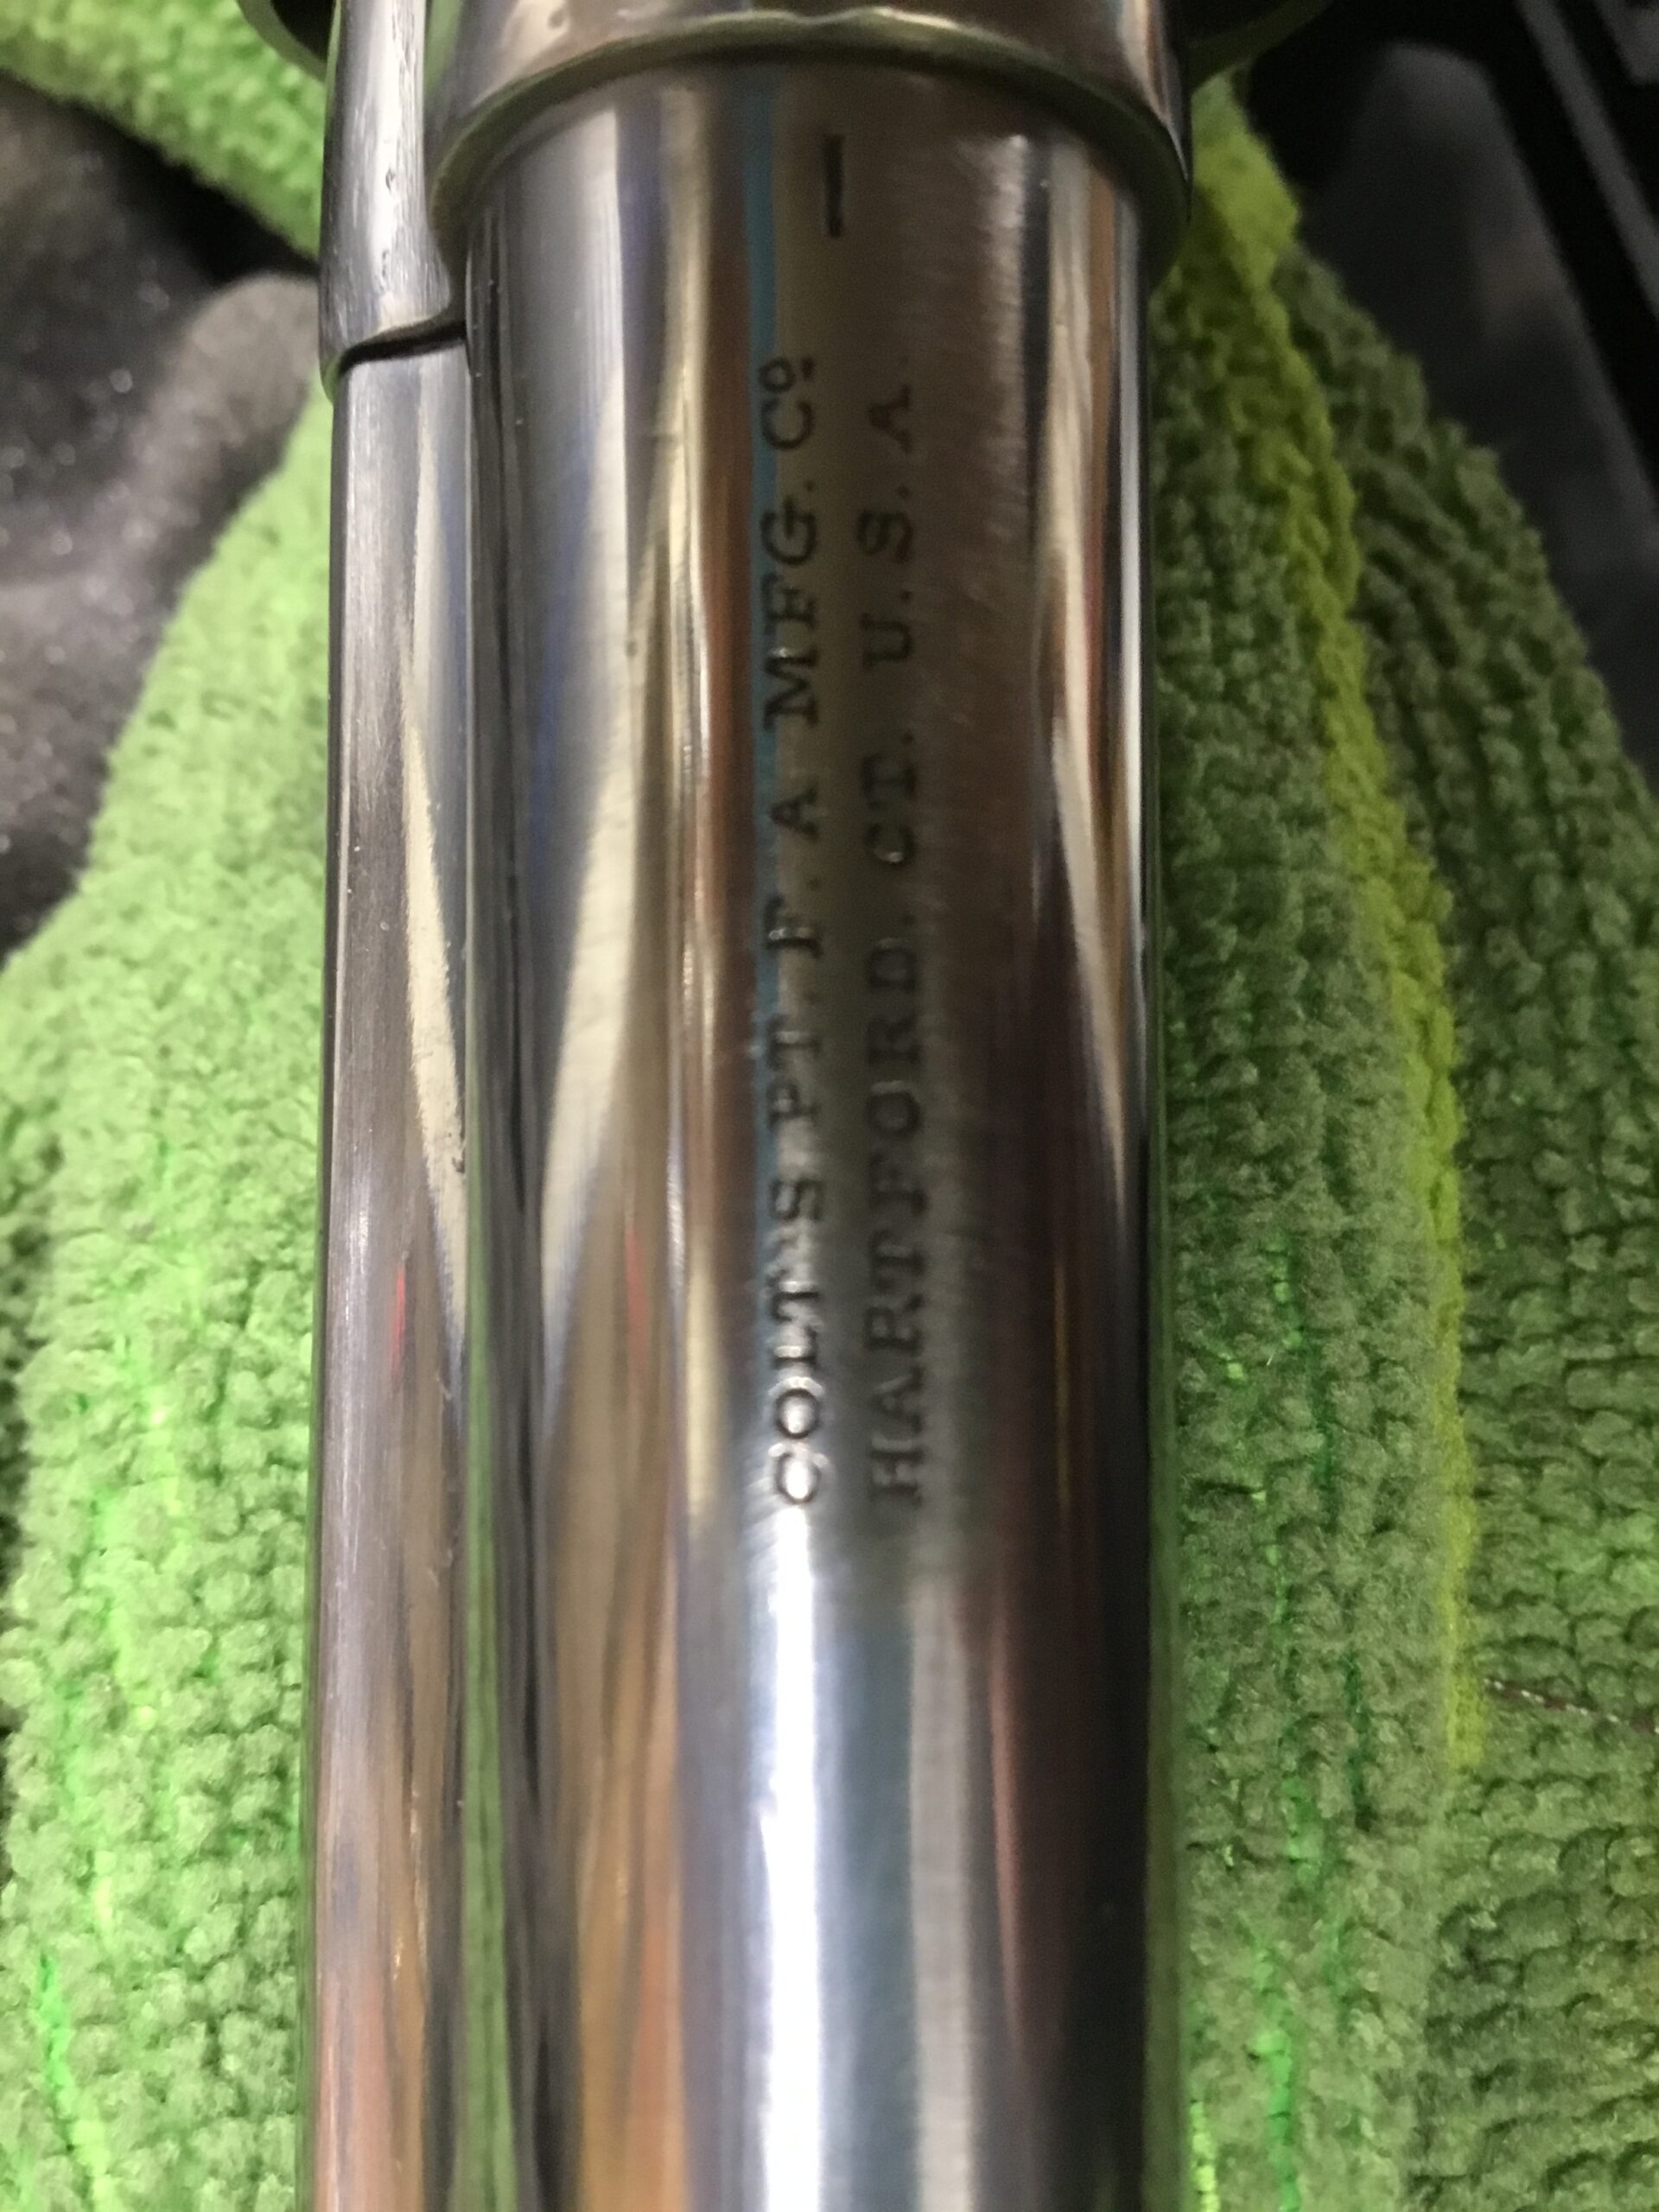 COLT'S PT. F. A. MFG. Cº
HARTFORD. CT. U.S.A.